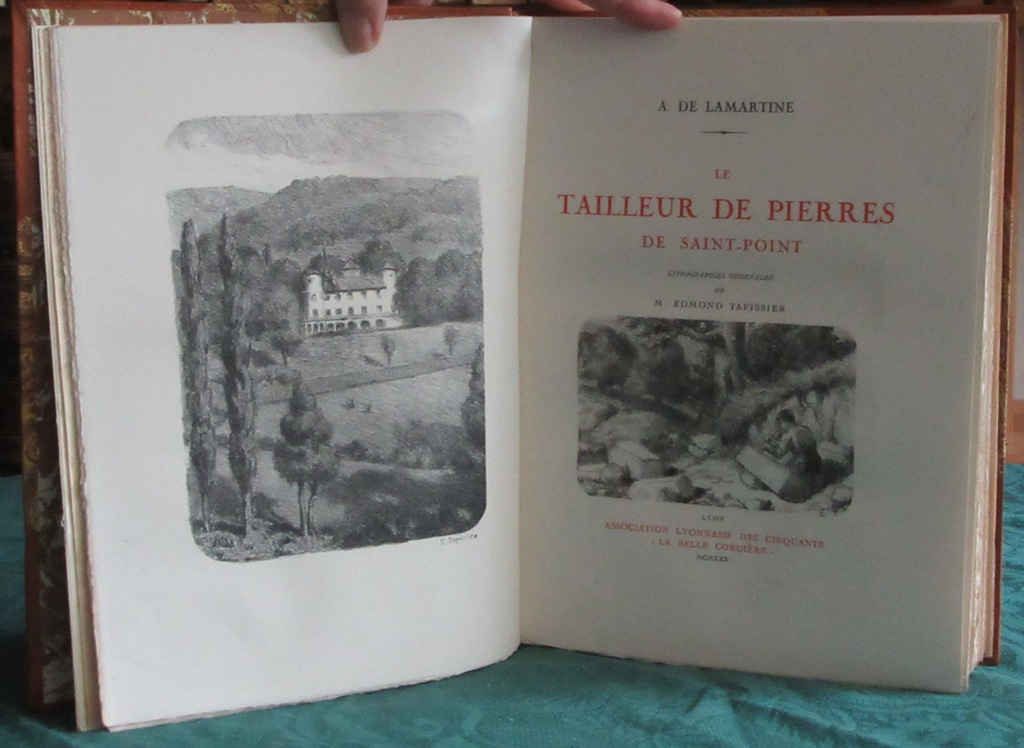 E. Tapissier
A. DE LAMARTINE
LE
TAILLEUR DE PIERRES
DE SAINT-POINT
LITHOGRAPHIES ORIGINALES
DE
M. EDMOND TAPISSIER
LYON
ASSOCIATION LYONNAISE DES CINQUANTE
- LA BELLE CORDIÈRE -
MCMXXX